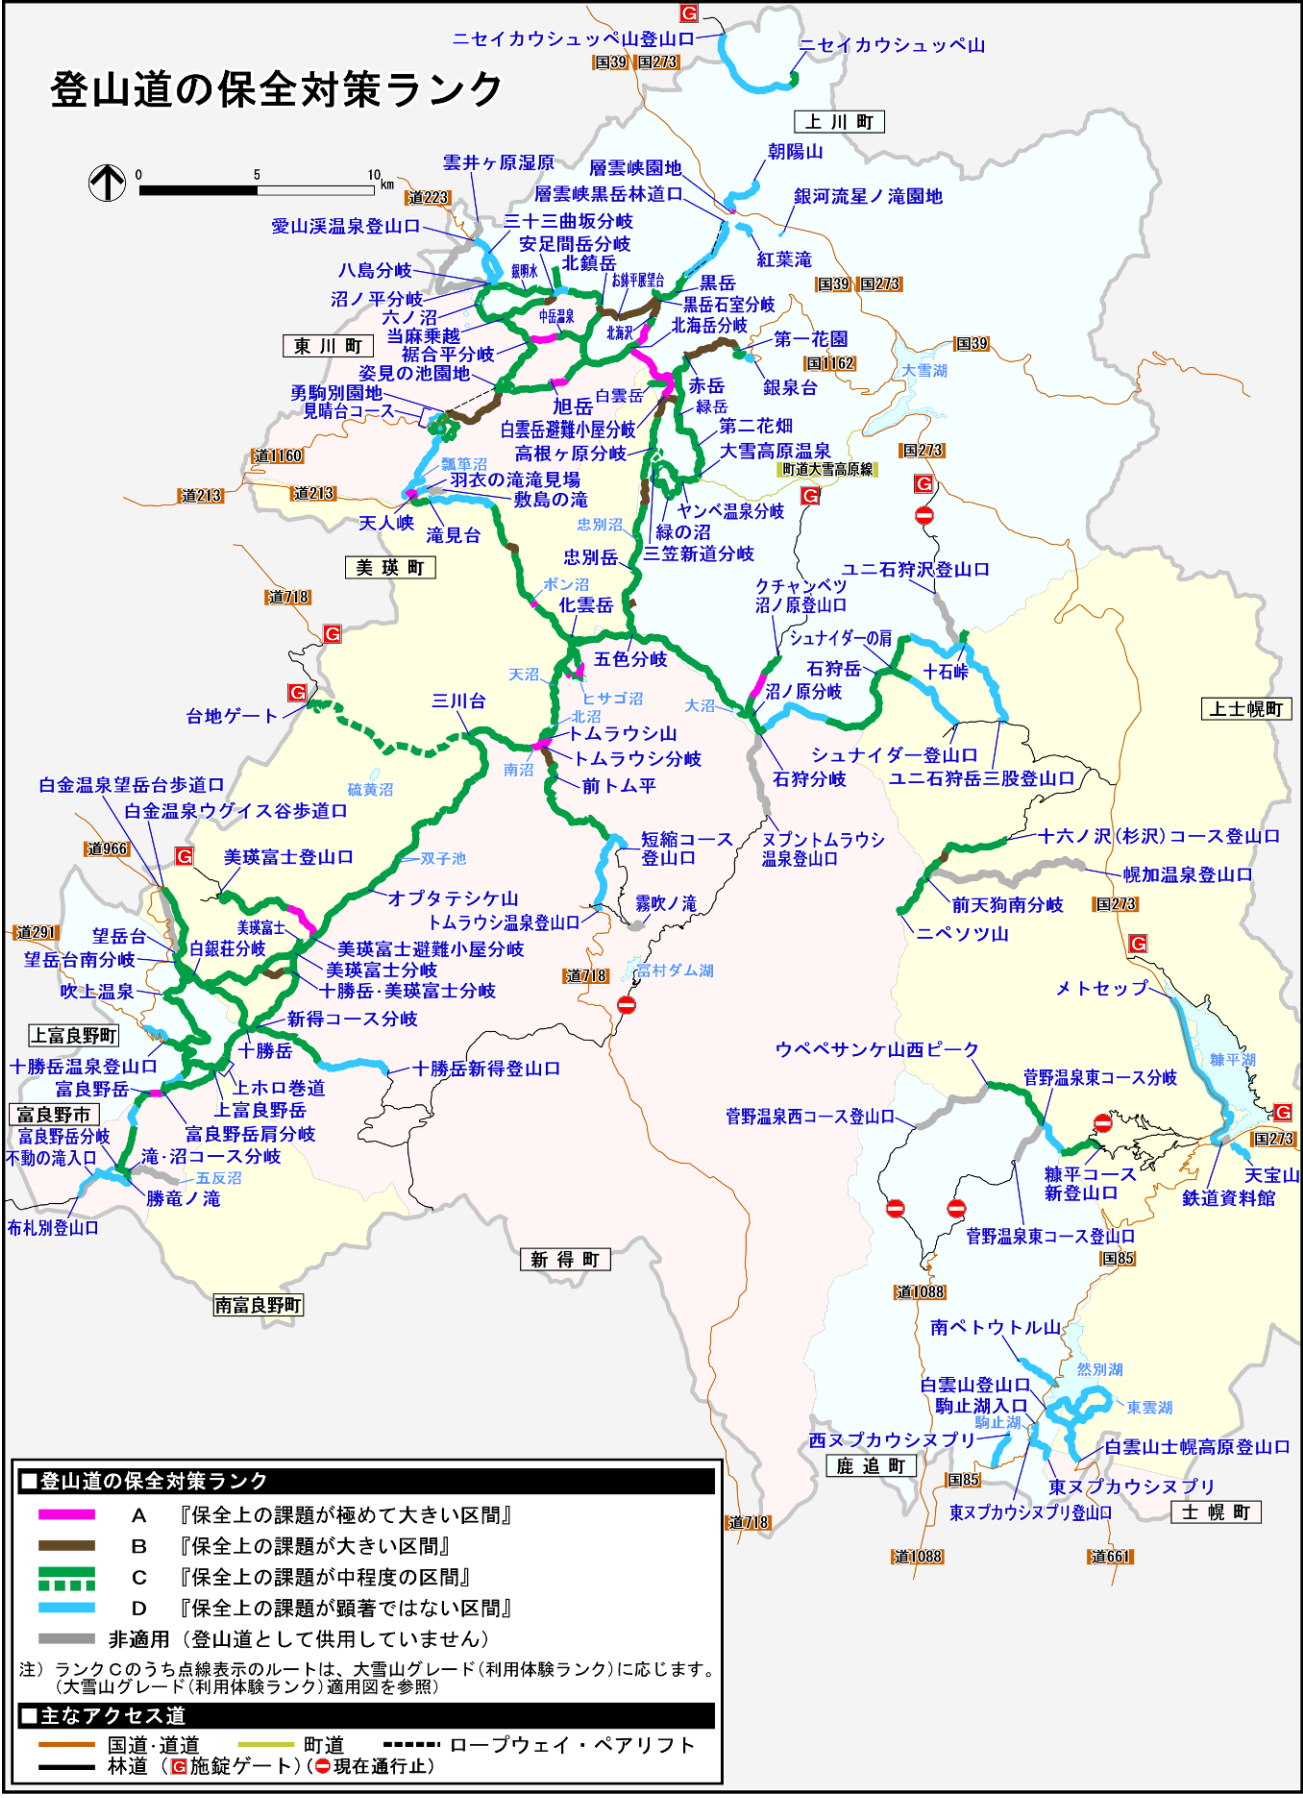 G
ニセイカウシュッペ山登山口
ニセイカウシュッペ山
国39 国273
登山道の保全対策ランク
上川町
朝陽山
雲井ヶ原湿原
層雲峡園地
0 5 10 km
道223
層雲峡黒岳林道口
銀河流星ノ滝園地
愛山渓温泉登山口
三十三曲坂分岐
安足間岳分岐
紅葉滝
八島分岐
銀明水
北鎮岳
お鉢平展望台
黒岳
国39 国273
沼ノ平分岐
黒岳石室分岐
六ノ沼
中岳温泉
北海沢
北海岳分岐
当麻乗越
第一花園
国39
東川町
裾合平分岐
国1162
大雪湖
姿見の池園地
赤岳
銀泉台
勇駒別園地
白雲岳
見晴台コース
旭岳
緑岳
白雲岳避難小屋分岐
第二花畑
高根ヶ原分岐
大雪高原温泉
国273
道1160
瓢箪沼
町道大雪高原線
羽衣の滝滝見場
G
道213
道213
敷島の滝
G
ヤンベ温泉分岐
天人峡
滝見台
忠別沼
緑の沼
三笠新道分岐
美瑛町
忠別岳
ユニ石狩沢登山口
道718
ポン沼
クチャンベツ
沼ノ原登山口
化雲岳
G
シュナイダーの肩
五色分岐
石狩岳
十石峠
天沼
G
ヒサゴ沼
沼ノ原分岐
三川台
大沼
上士幌町
台地ゲート
北沼
トムラウシ山
シュナイダー登山口
トムラウシ分岐
南沼
石狩分岐
ユニ石狩岳三股登山口
白金温泉望岳台歩道口
硫黄沼
前トム平
白金温泉ウグイス谷歩道口
短縮コース
登山口
ヌプントムラウシ
温泉登山口
十六ノ沢(杉沢)コース登山口
道966
G
美瑛富士登山口
双子池
幌加温泉登山口
オプタテシケ山
霧吹ノ滝
前天狗南分岐
国273
道291
望岳台
美瑛富士
トムラウシ温泉登山口
ニペソツ山
白銀荘分岐
美瑛富士避難小屋分岐
G
望岳台南分岐
美瑛富士分岐
道718
富村ダム湖
吹上温泉
十勝岳・美瑛富士分岐
メトセップ
上富良野町
新得コース分岐
十勝岳
ウペペサンケ山西ピーク
糠平湖
十勝岳温泉登山口
十勝岳新得登山口
菅野温泉東コース分岐
富良野岳
上ホロ巻道
富良野市
上富良野岳
菅野温泉西コース登山口
G
富良野岳分岐
富良野岳肩分岐
国273
不動の滝入口
滝・沼コース分岐
糠平コース
新登山口
天宝山
五反沼
勝竜ノ滝
鉄道資料館
布札別登山口
菅野温泉東コース登山口
新得町
国85
道1088
南富良野町
南ペトウトル山
然別湖
白雲山登山口
駒止湖入口
東雲湖
駒止湖
西ヌプカウシヌプリ
白雲山士幌高原登山口
鹿追町
国85
東ヌプカウシヌプリ
東ヌプカウシヌプリ登山口
士幌町
道718
道1088
道661
■登山道の保全対策ランク
A 『保全上の課題が極めて大きい区間』
B 『保全上の課題が大きい区間』
C 『保全上の課題が中程度の区間』
D 『保全上の課題が顕著ではない区間』
非適用(登山道として供用していません)
注) ランクCのうち点線表示のルートは、大雪山グレード(利用体験ランク)に応じます。
(大雪山グレード(利用体験ランク)適用図を参照)
■主なアクセス道
国道・道道 町道 ロープウェイ・ペアリフト
林道 (G施錠ゲート)(現在通行止)